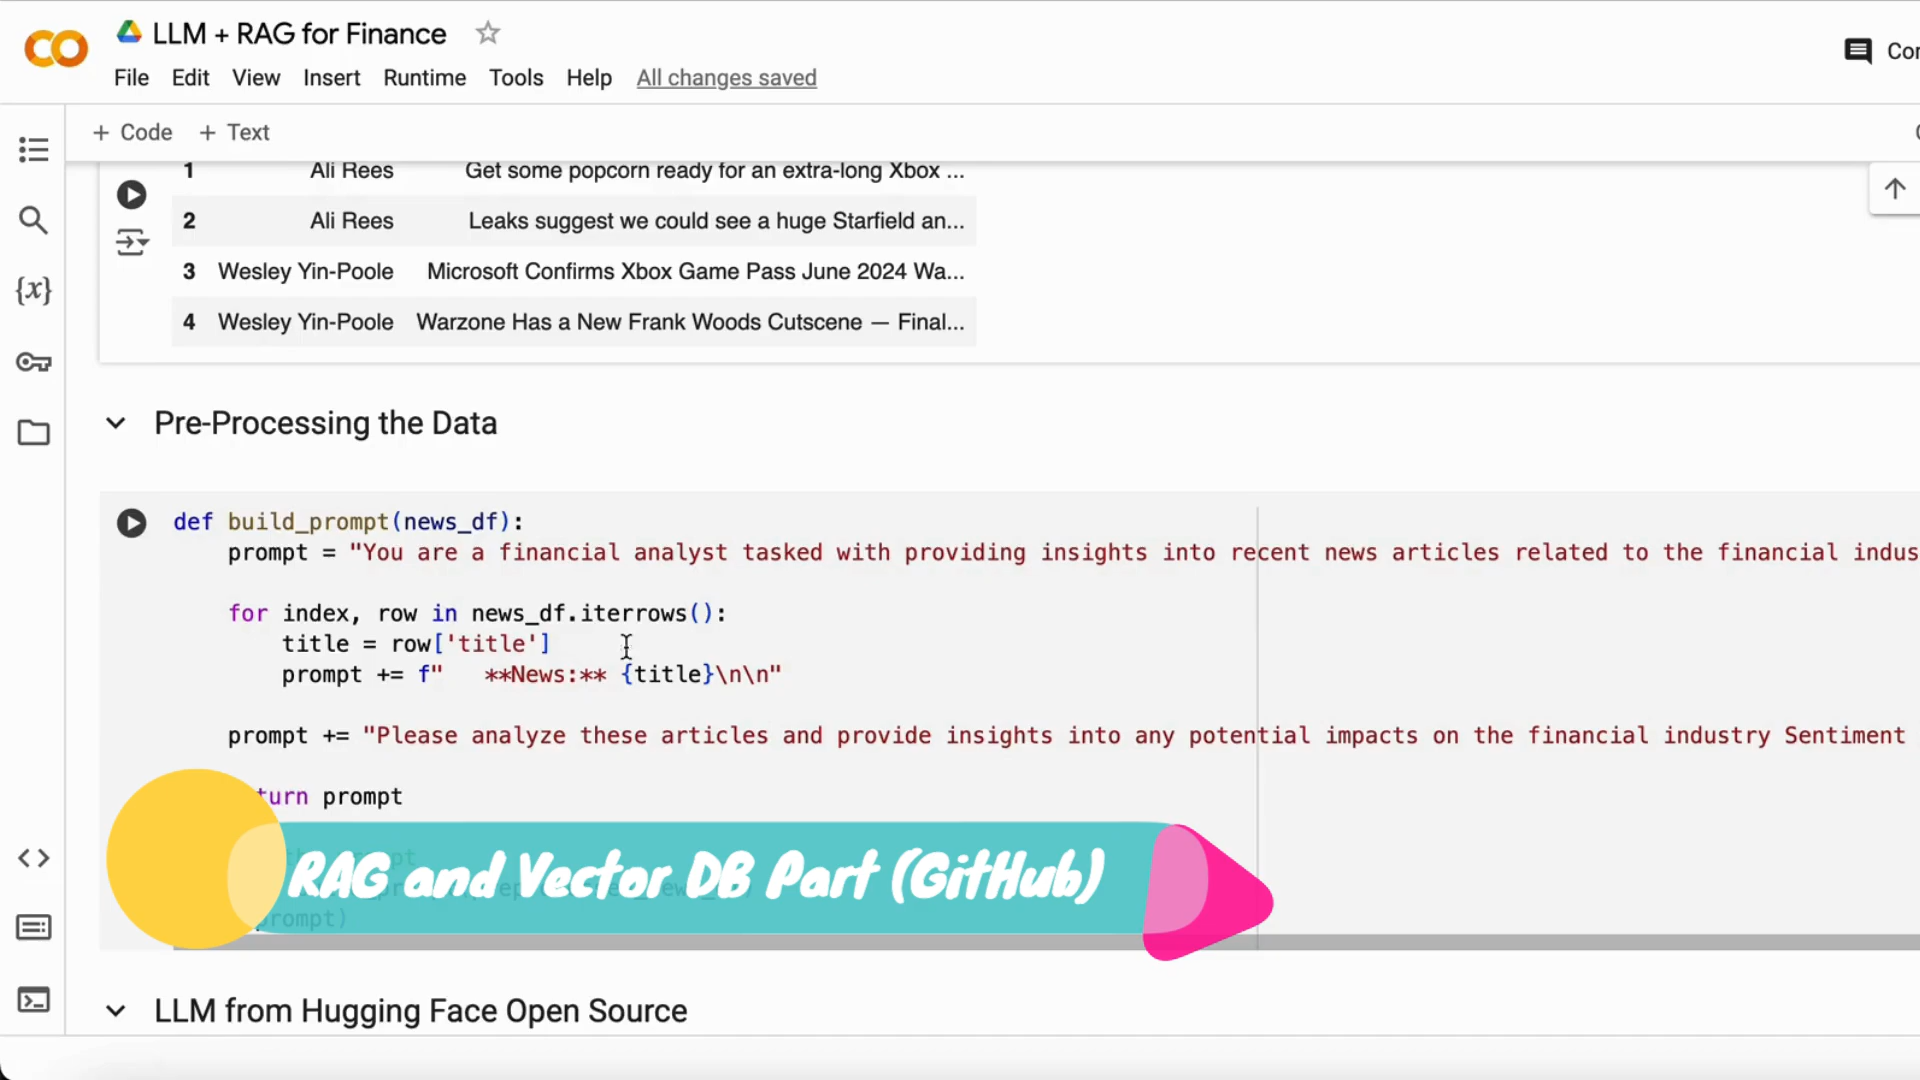 LLM + RAG for Finance
File Edit View Insert Runtime Tools Help All changes saved
+ Code + Text
1 Ali Rees Get some popcorn ready for an extra-long Xbox ...
2 Ali Rees Leaks suggest we could see a huge Starfield an...
3 Wesley Yin-Poole Microsoft Confirms Xbox Game Pass June 2024 Wa...
4 Wesley Yin-Poole Warzone Has a New Frank Woods Cutscene — Final...
Pre-Processing the Data
def build_prompt(news_df):
prompt = "You are a financial analyst tasked with providing insights into recent news articles related to the financial indus
for index, row in news_df.iterrows():
title = row['title']
prompt += f"   **News:** {title}\n\n"
prompt += "Please analyze these articles and provide insights into any potential impacts on the financial industry Sentiment
turn prompt
RAG and Vector DB Part (GitHub)
prompt)
LLM from Hugging Face Open Source